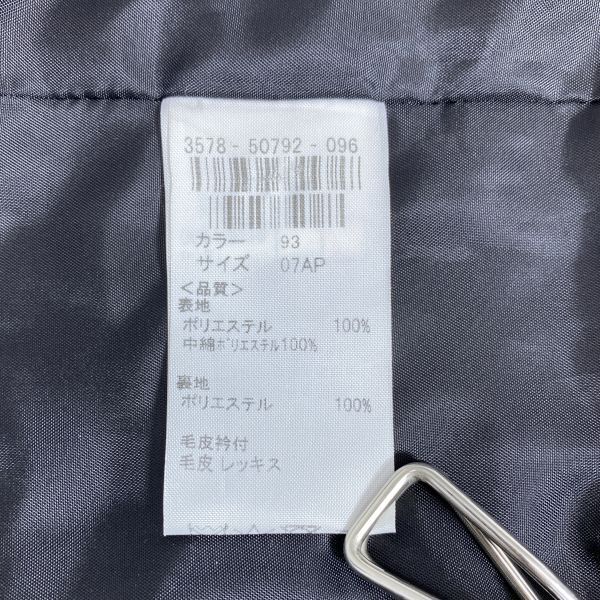 3578 - 50792 - 096
カラー 93
サイズ 07AP
<品質>
表地
ポリエステル 100%
中綿ポリエステル100%
裏地
ポリエステル 100%
毛皮衿付
毛皮 レッキス